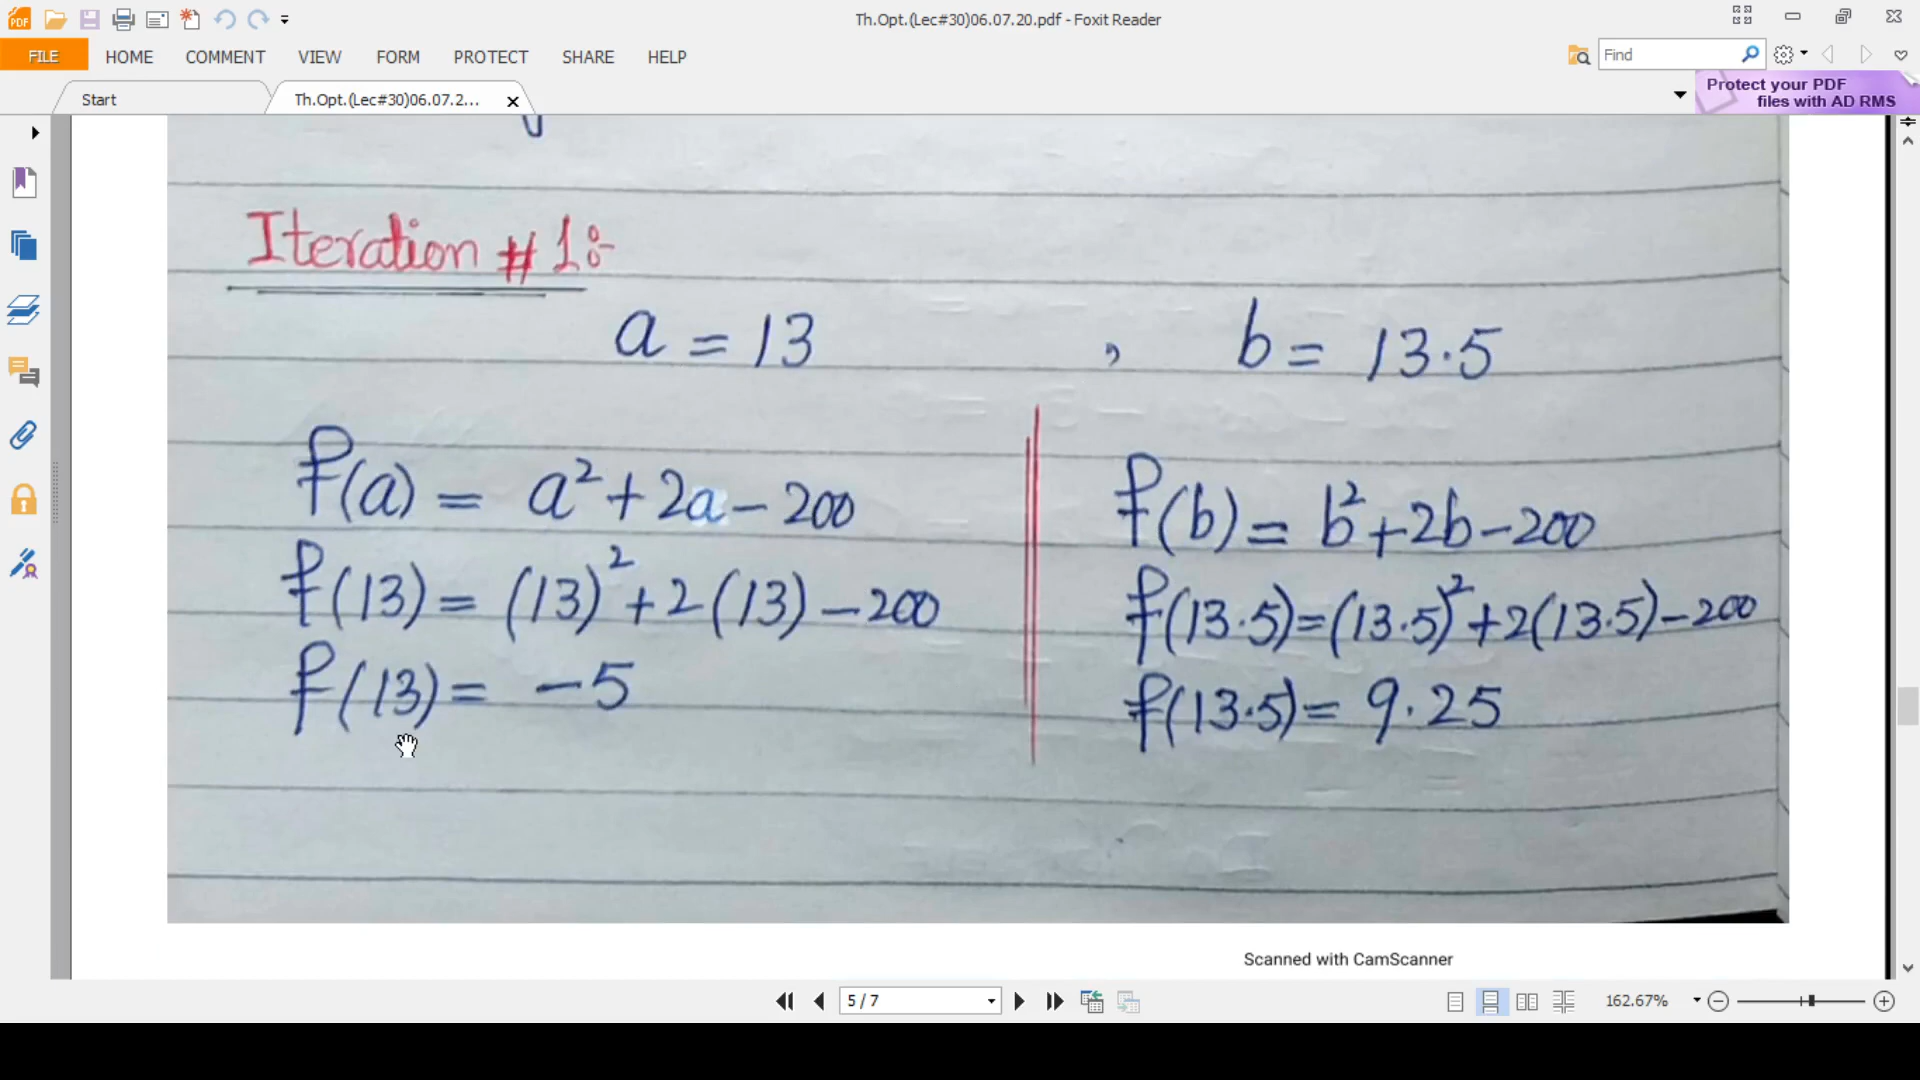 Th.Opt.(Lec#30)06.07.20.pdf - Foxit Reader
FILE HOME COMMENT VIEW FORM PROTECT SHARE HELP
Find
Start
Th.Opt.(Lec#30)06.07.2...
Protect your PDF
files with AD RMS
Iteration # 1:-
a = 13 , b = 13.5
f(a) = a² + 2a - 200
f(13) = (13)² + 2(13) - 200
f(13) = -5
f(b) = b² + 2b - 200
f(13.5) = (13.5)² + 2(13.5) - 200
f(13.5) = 9.25
Scanned with CamScanner
5 / 7
162.67%